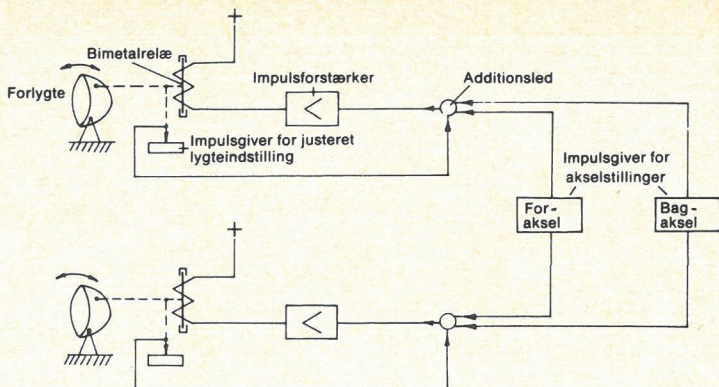 Bimetalrelæ
Forlygte
Impulsforstærker
Additionsled
Impulsgiver for justeret
lygteindstilling
Impulsgiver for
akselstillinger
For-
aksel
Bag-
aksel